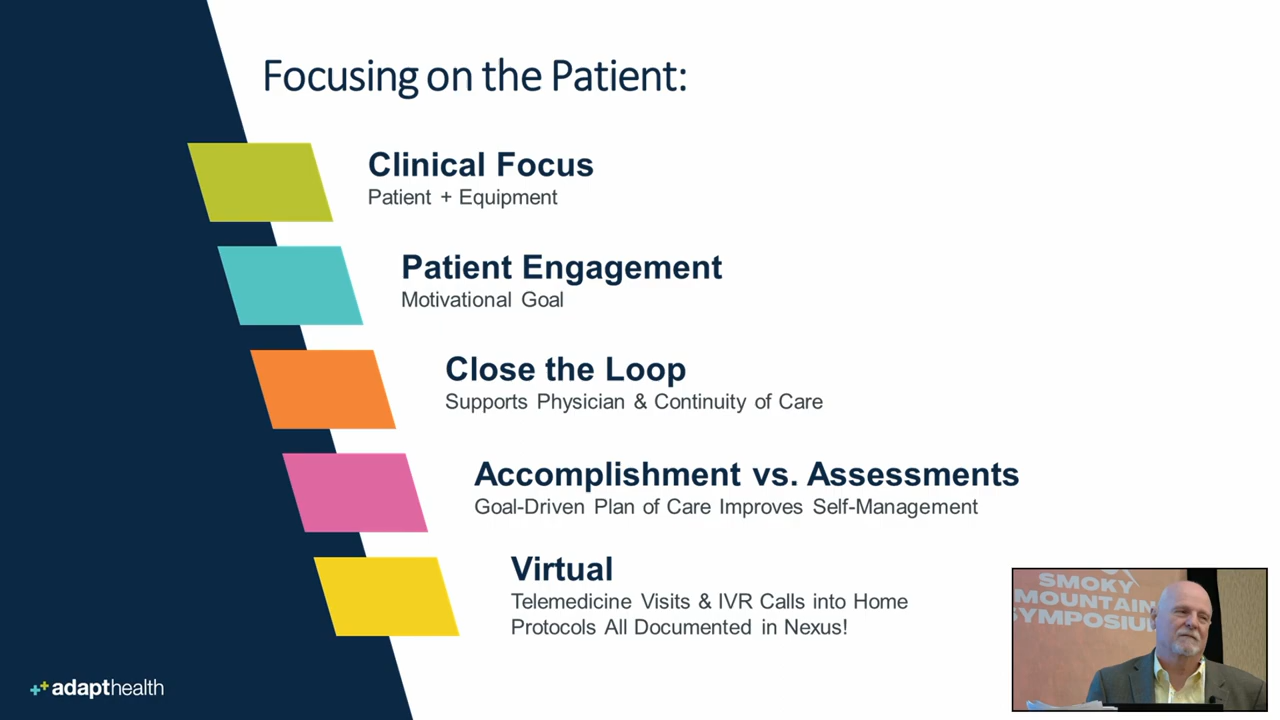 Focusing on the Patient:
Clinical Focus
Patient + Equipment
Patient Engagement
Motivational Goal
Close the Loop
Supports Physician & Continuity of Care
Accomplishment vs. Assessments
Goal-Driven Plan of Care Improves Self-Management
Virtual
Telemedicine Visits & IVR Calls into Home
Protocols All Documented in Nexus!
adapthealth
SMOKY
MOUNTAIN
SYMPOSIUM